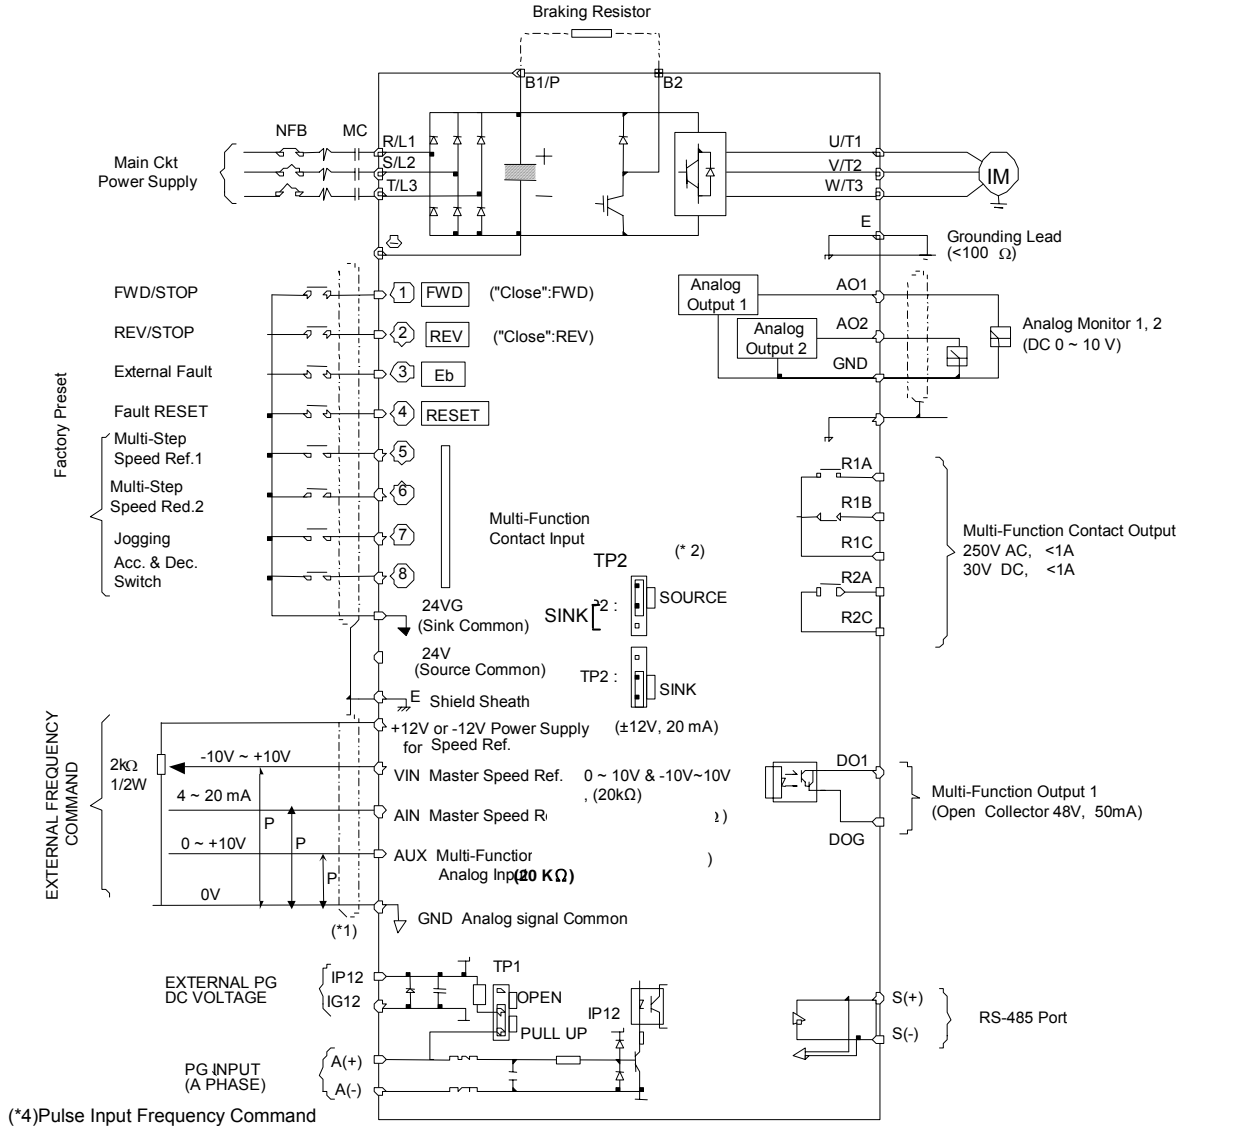 Braking Resistor
B1/P
B2
NFB
MC
R/L1
S/L2
T/L3
Main Ckt
Power Supply
U/T1
V/T2
W/T3
IM
E
Grounding Lead
(<100 Ω)
Factory Preset
FWD/STOP
1
FWD
("Close":FWD)
REV/STOP
2
REV
("Close":REV)
External Fault
3
Eb
Fault RESET
4
RESET
Multi-Step
Speed Ref.1
5
Multi-Step
Speed Red.2
6
Jogging
7
Acc. & Dec.
Switch
8
Multi-Function
Contact Input
Analog
Output 1
AO1
Analog
Output 2
AO2
GND
Analog Monitor 1, 2
(DC 0 ~ 10 V)
R1A
R1B
R1C
R2A
R2C
Multi-Function Contact Output
250V AC, <1A
30V DC, <1A
TP2
(* 2)
SINK
2 :
SOURCE
TP2 :
SINK
24VG
(Sink Common)
24V
(Source Common)
E Shield Sheath
(±12V, 20 mA)
EXTERNAL FREQUENCY
COMMAND
+12V or -12V Power Supply
for Speed Ref.
2kΩ
1/2W
-10V ~ +10V
VIN Master Speed Ref.
0 ~ 10V & -10V~10V
, (20kΩ)
4 ~ 20 mA
AIN Master Speed
)
0 ~ +10V
AUX Multi-Function
)
Analog Input
(20 KΩ)
P
P
P
0V
GND Analog signal Common
(*1)
DO1
DOG
Multi-Function Output 1
(Open Collector 48V, 50mA)
EXTERNAL PG
DC VOLTAGE
IP12
IG12
TP1
OPEN
PULL UP
IP12
PG INPUT
(A PHASE)
A(+)
A(-)
S(+)
S(-)
RS-485 Port
(*4)Pulse Input Frequency Command